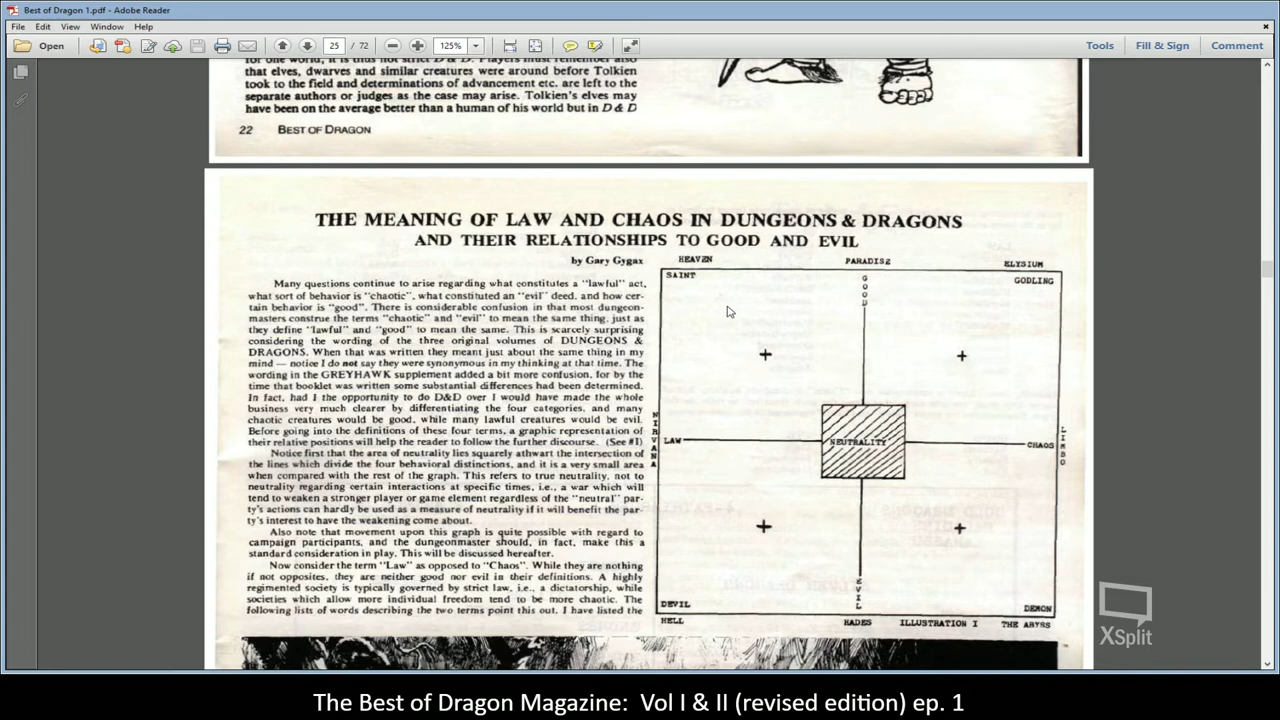 Best of Dragon 1.pdf - Adobe Reader
File Edit View Window Help
Open 25 / 72 125% Tools Fill & Sign Comment
for one world, it is thus not strict D & D. Players must remember also
that elves, dwarves and similar creatures were around before Tolkien
took to the field and determinations of advancement etc. are left to the
separate authors or judges as the case may arise. Tolkien's elves may
have been on the average better than a human of his world but in D & D
22 BEST OF DRAGON
THE MEANING OF LAW AND CHAOS IN DUNGEONS & DRAGONS
AND THEIR RELATIONSHIPS TO GOOD AND EVIL
by Gary Gygax
Many questions continue to arise regarding what constitutes a "lawful" act,
what sort of behavior is "chaotic", what constituted an "evil" deed, and how cer-
tain behavior is "good". There is considerable confusion in that most dungeon-
masters construe the terms "chaotic" and "evil" to mean the same thing, just as
they define "lawful" and "good" to mean the same. This is scarcely surprising
considering the wording of the three original volumes of DUNGEONS &
DRAGONS. When that was written they meant just about the same thing in my
mind — notice I do not say they were synonymous in my thinking at that time. The
wording in the GREYHAWK supplement added a bit more confusion, for by the
time that booklet was written some substantial differences had been determined.
In fact, had I the opportunity to do D&D over I would have made the whole
business very much clearer by differentiating the four categories, and many
chaotic creatures would be good, while many lawful creatures would be evil.
Before going into the definitions of these four terms, a graphic representation of
their relative positions will help the reader to follow the further discourse. (See #1)
Notice first that the area of neutrality lies squarely athwart the intersection of
the lines which divide the four behavioral distinctions, and it is a very small area
when compared with the rest of the graph. This refers to true neutrality, not to
neutrality regarding certain interactions at specific times, i.e., a war which will
tend to weaken a stronger player or game element regardless of the "neutral" par-
ty's actions can hardly be used as a measure of neutrality if it will benefit the par-
ty's interest to have the weakening come about.
Also note that movement upon this graph is quite possible with regard to
campaign participants, and the dungeonmaster should, in fact, make this a
standard consideration in play. This will be discussed hereafter.
Now consider the term "Law" as opposed to "Chaos". While they are nothing
if not opposites, they are neither good nor evil in their definitions. A highly
regimented society is typically governed by strict law, i.e., a dictatorship, while
societies which allow more individual freedom tend to be more chaotic. The
following lists of words describing the two terms point this out. I have listed the
HEAVEN PARADISE ELYSIUM
SAINT GOOD GODLING
NIRVANA LAW NEUTRALITY CHAOS LIMBO
DEVIL EVIL DEMON
HELL HADES ILLUSTRATION I THE ABYSS
XSplit
The Best of Dragon Magazine: Vol I & II (revised edition) ep. 1